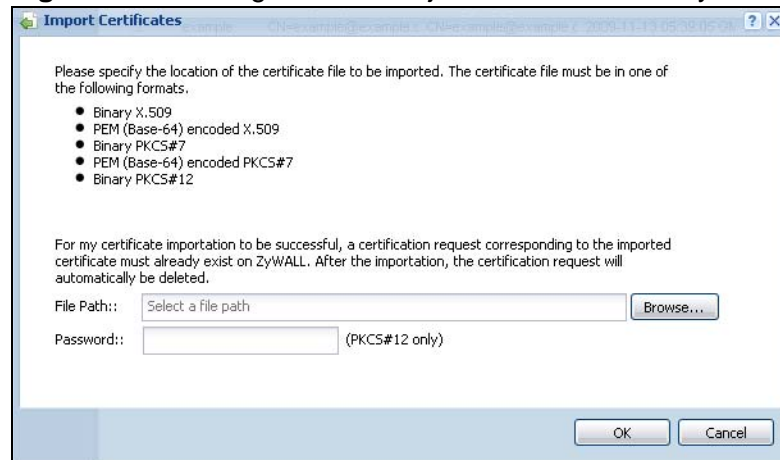 Import Certificates
Please specify the location of the certificate file to be imported. The certificate file must be in one of
the following formats.
● Binary X.509
● PEM (Base-64) encoded X.509
● Binary PKCS#7
● PEM (Base-64) encoded PKCS#7
● Binary PKCS#12
For my certificate importation to be successful, a certification request corresponding to the imported
certificate must already exist on ZyWALL. After the importation, the certification request will
automatically be deleted.
File Path:: Select a file path Browse...
Password:: (PKCS#12 only)
OK Cancel